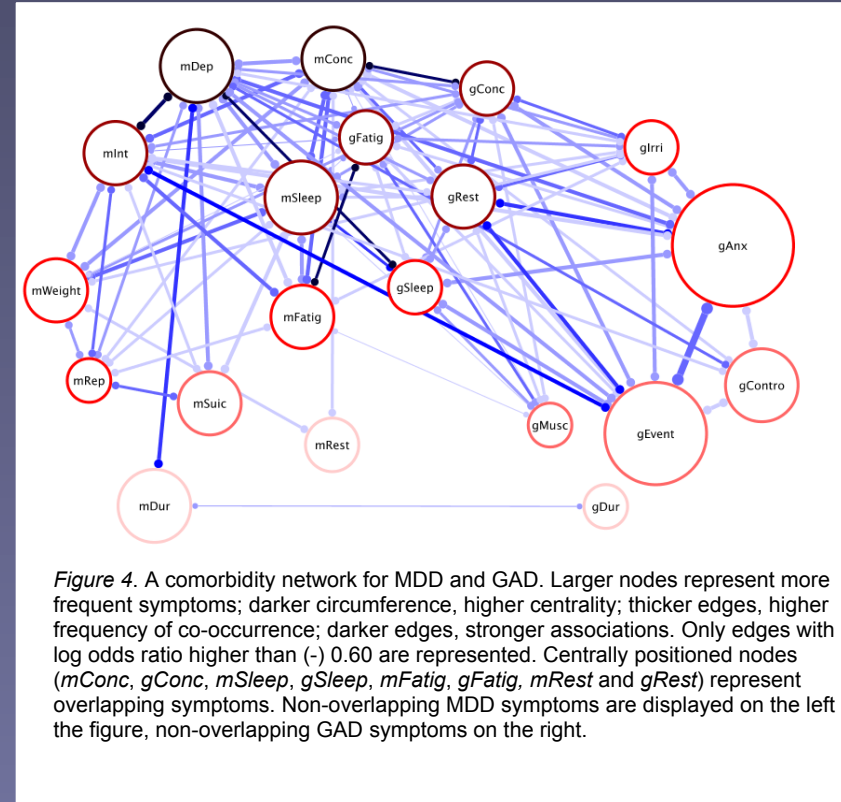 mDep
mConc
gConc
gFatig
gIrri
mInt
mSleep
gRest
gAnx
mWeight
gSleep
mFatig
mRep
gContro
mSuic
gMusc
gEvent
mRest
mDur
gDur
Figure 4. A comorbidity network for MDD and GAD. Larger nodes represent more
frequent symptoms; darker circumference, higher centrality; thicker edges, higher
frequency of co-occurrence; darker edges, stronger associations. Only edges with
log odds ratio higher than (-) 0.60 are represented. Centrally positioned nodes
(mConc, gConc, mSleep, gSleep, mFatig, gFatig, mRest and gRest) represent
overlapping symptoms. Non-overlapping MDD symptoms are displayed on the left
the figure, non-overlapping GAD symptoms on the right.